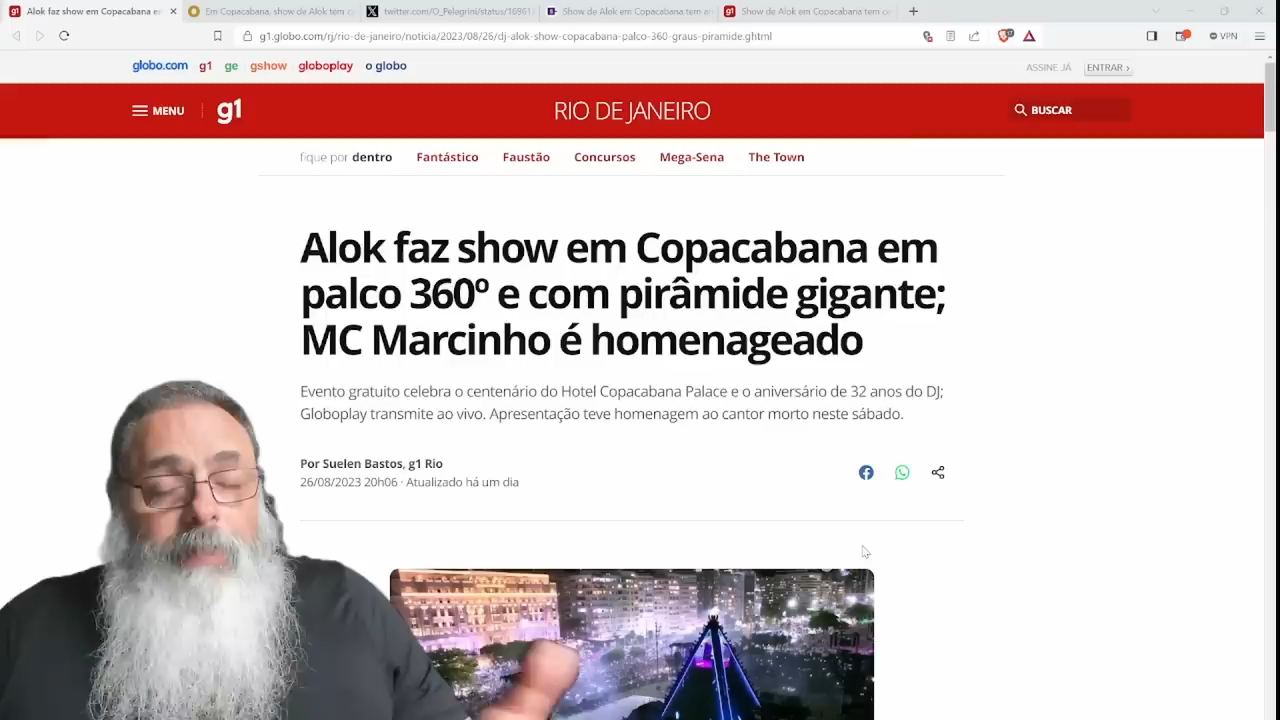 Alok faz show em Copacabana em
Em Copacabana, show de Alok tem
twitter.com/O_Pelegrini/status/16961
Show de Alok em Copacabana tem
Show de Alok em Copacabana tem
g1.globo.com/rj/rio-de-janeiro/noticia/2023/08/26/dj-alok-show-copacabana-palco-360-graus-piramide.ghtml
VPN
globo.com g1 ge gshow globoplay o globo
ASSINE JÁ ENTRAR ›
MENU g1 RIO DE JANEIRO BUSCAR
fique por dentro Fantástico Faustão Concursos Mega-Sena The Town
Alok faz show em Copacabana em
palco 360º e com pirâmide gigante;
MC Marcinho é homenageado
Evento gratuito celebra o centenário do Hotel Copacabana Palace e o aniversário de 32 anos do DJ;
Globoplay transmite ao vivo. Apresentação teve homenagem ao cantor morto neste sábado.
Por Suelen Bastos, g1 Rio
26/08/2023 20h06 · Atualizado há um dia